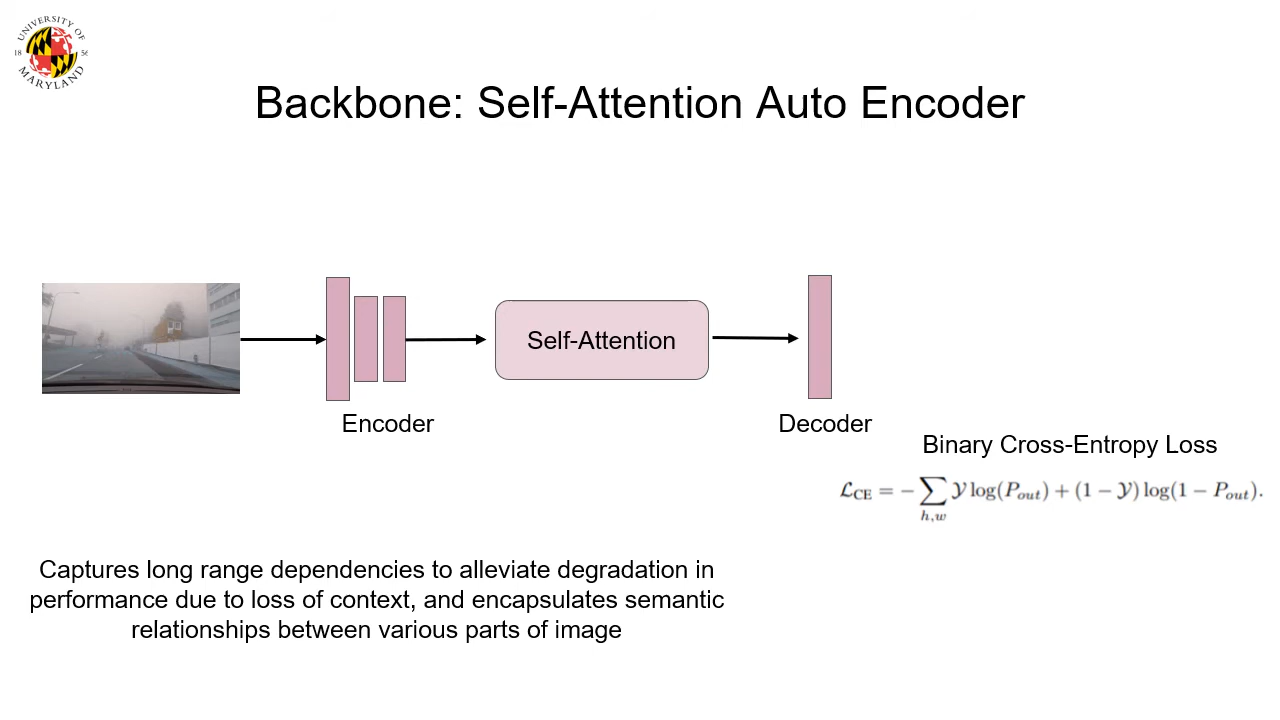 UNIVERSITY OF
18 56
MARYLAND
Backbone: Self-Attention Auto Encoder
Self-Attention
Encoder
Decoder
Binary Cross-Entropy Loss
ℒ_CE = − ∑_{h,w} 𝒴 log(P_out) + (1 − 𝒴) log(1 − P_out).
Captures long range dependencies to alleviate degradation in
performance due to loss of context, and encapsulates semantic
relationships between various parts of image